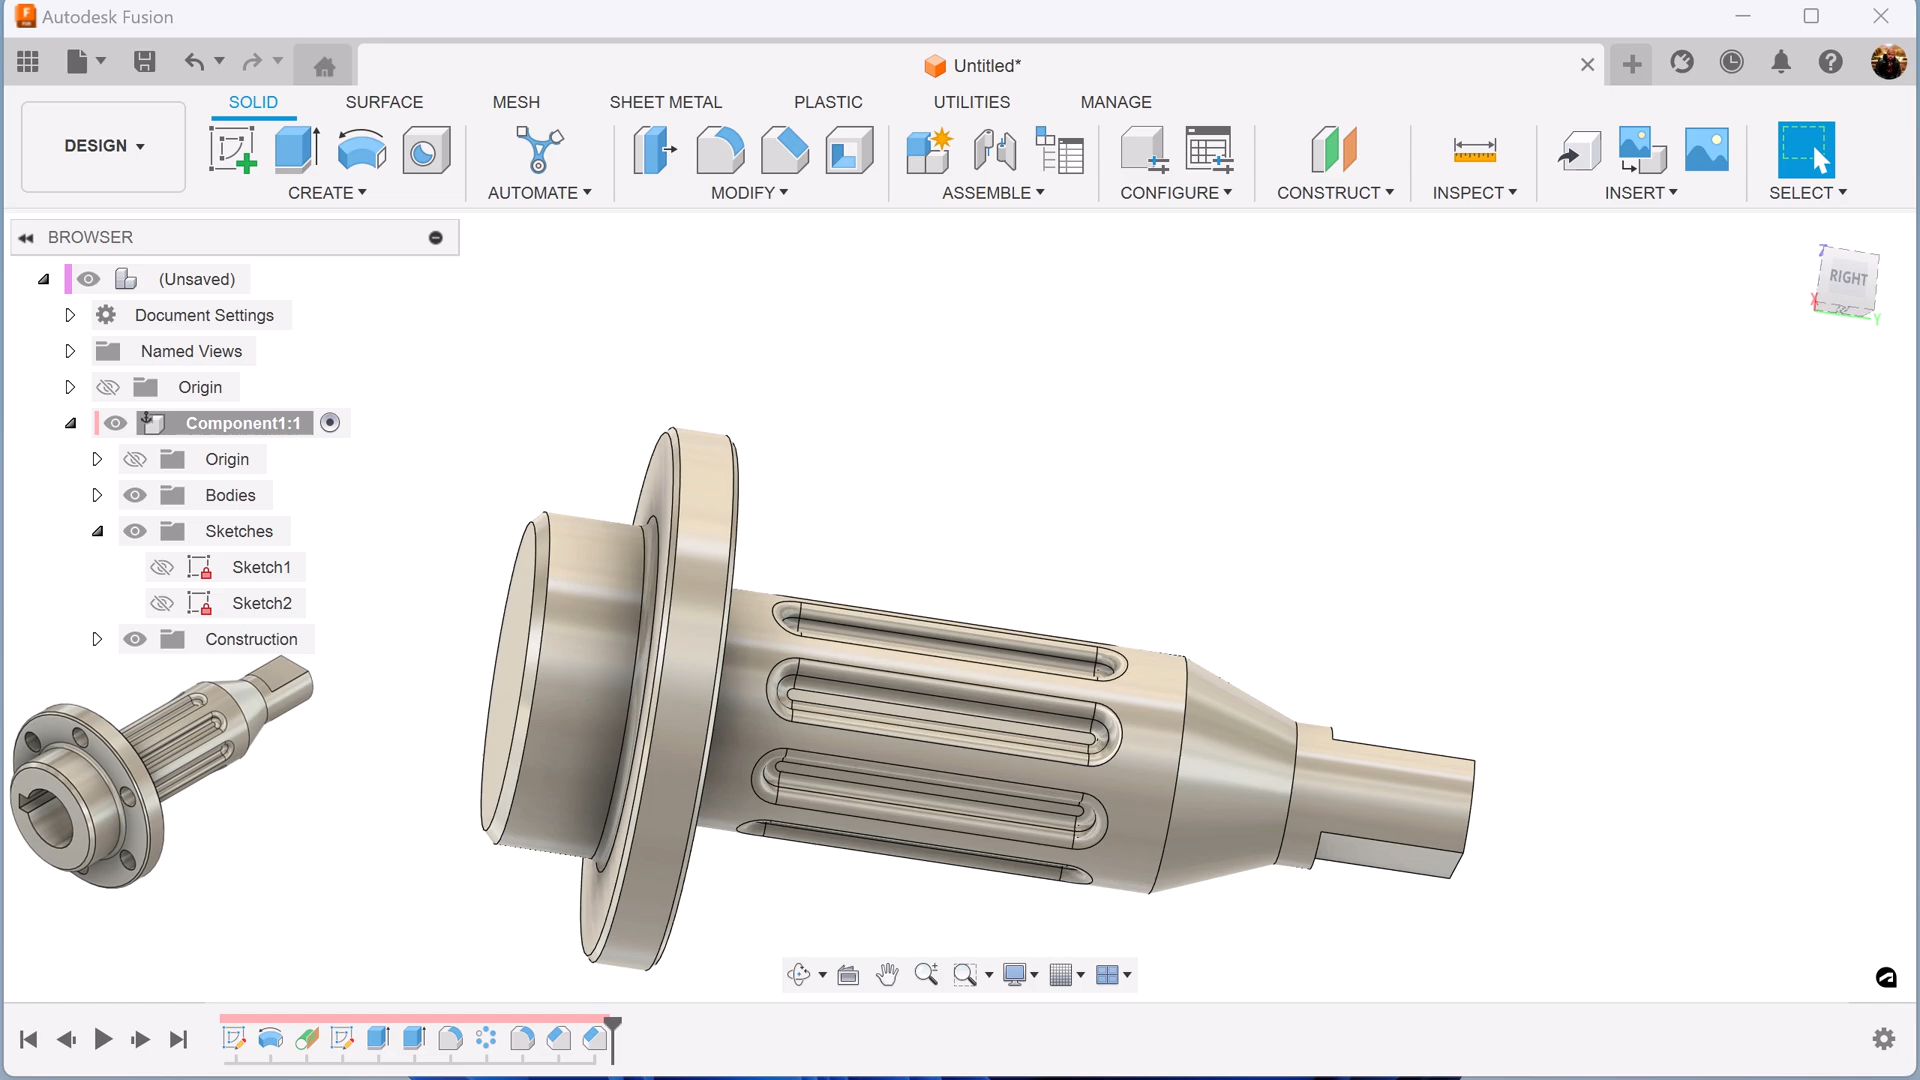 Autodesk Fusion
Untitled*
SOLID SURFACE MESH SHEET METAL PLASTIC UTILITIES MANAGE
DESIGN
CREATE AUTOMATE MODIFY ASSEMBLE CONFIGURE CONSTRUCT INSPECT INSERT SELECT
BROWSER
(Unsaved)
Document Settings
Named Views
Origin
Component1:1
Origin
Bodies
Sketches
Sketch1
Sketch2
Construction
Z
RIGHT
X
Y